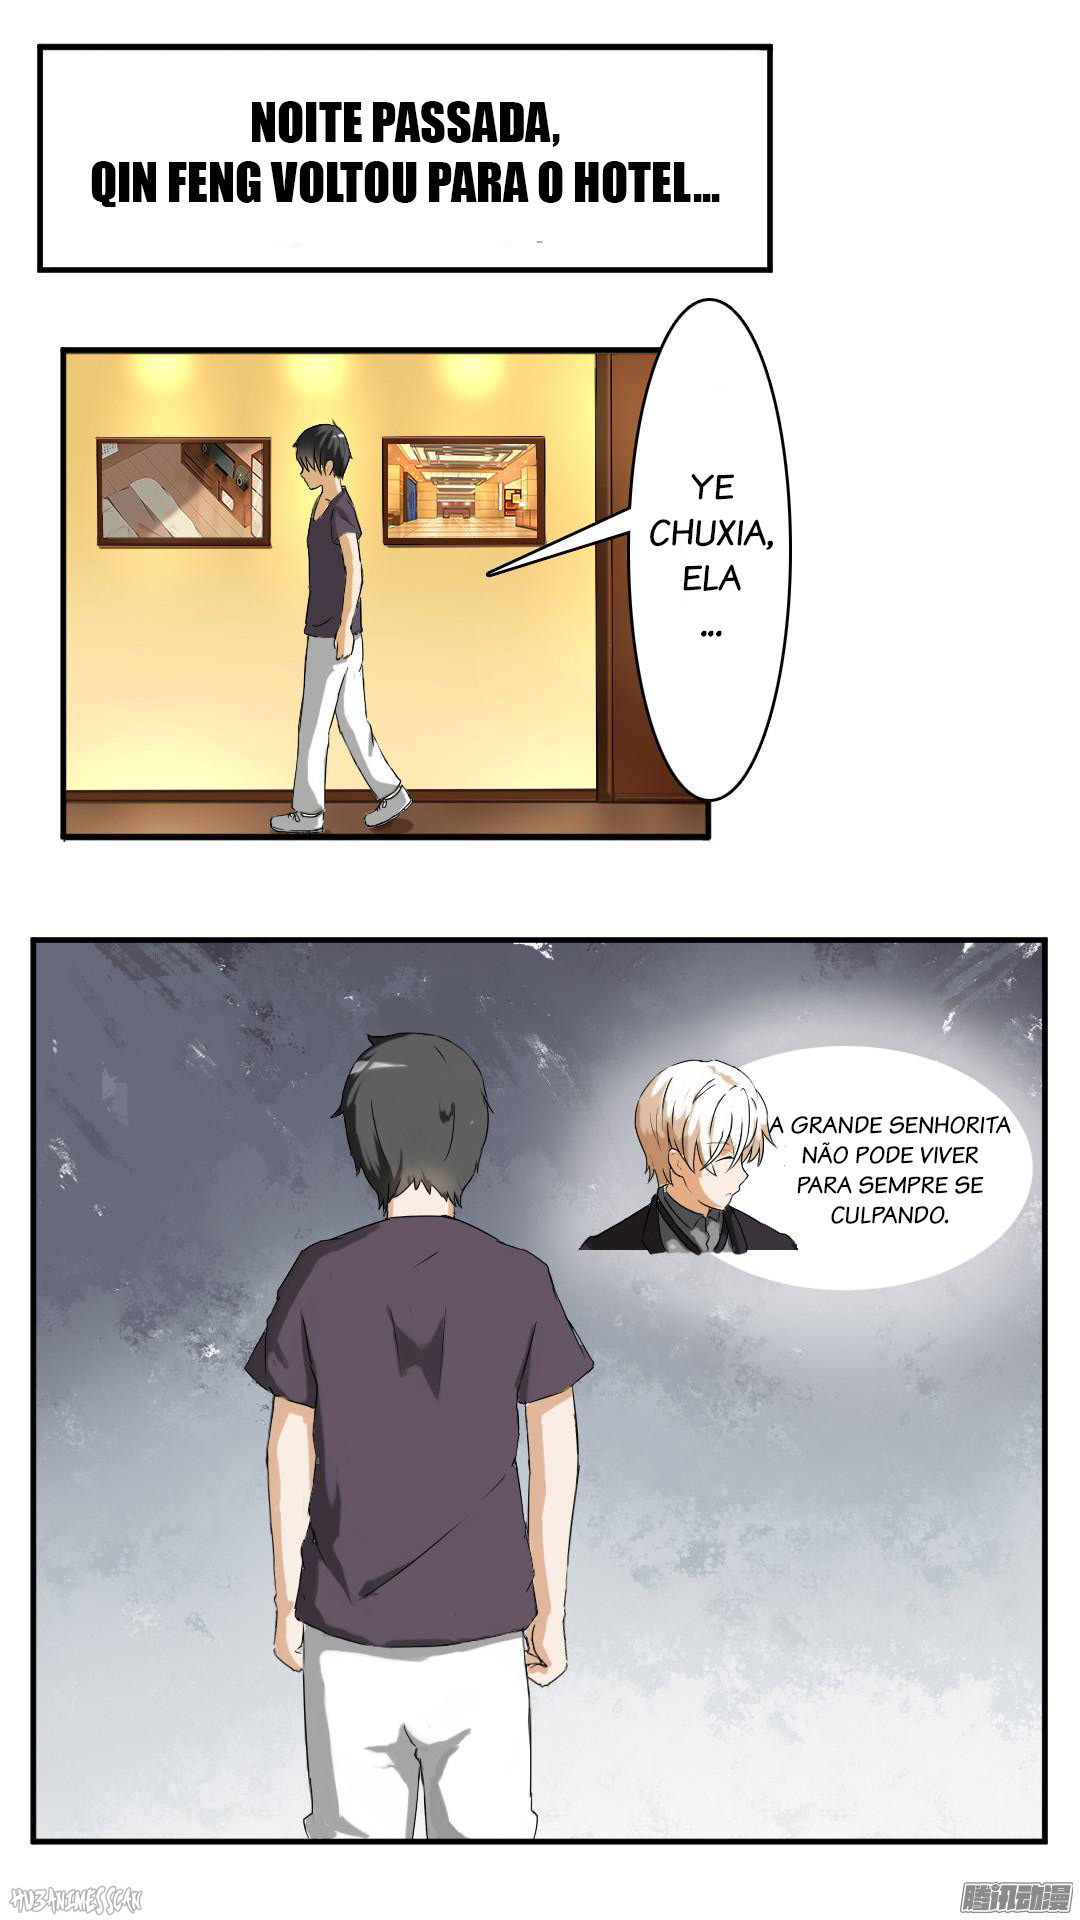 NOITE PASSADA,
QIN FENG VOLTOU PARA O HOTEL...
YE
CHUXIA,
ELA
...
A GRANDE SENHORITA
NÃO PODE VIVER
PARA SEMPRE SE
CULPANDO.
HU3ANIMESSCAN
腾讯动漫